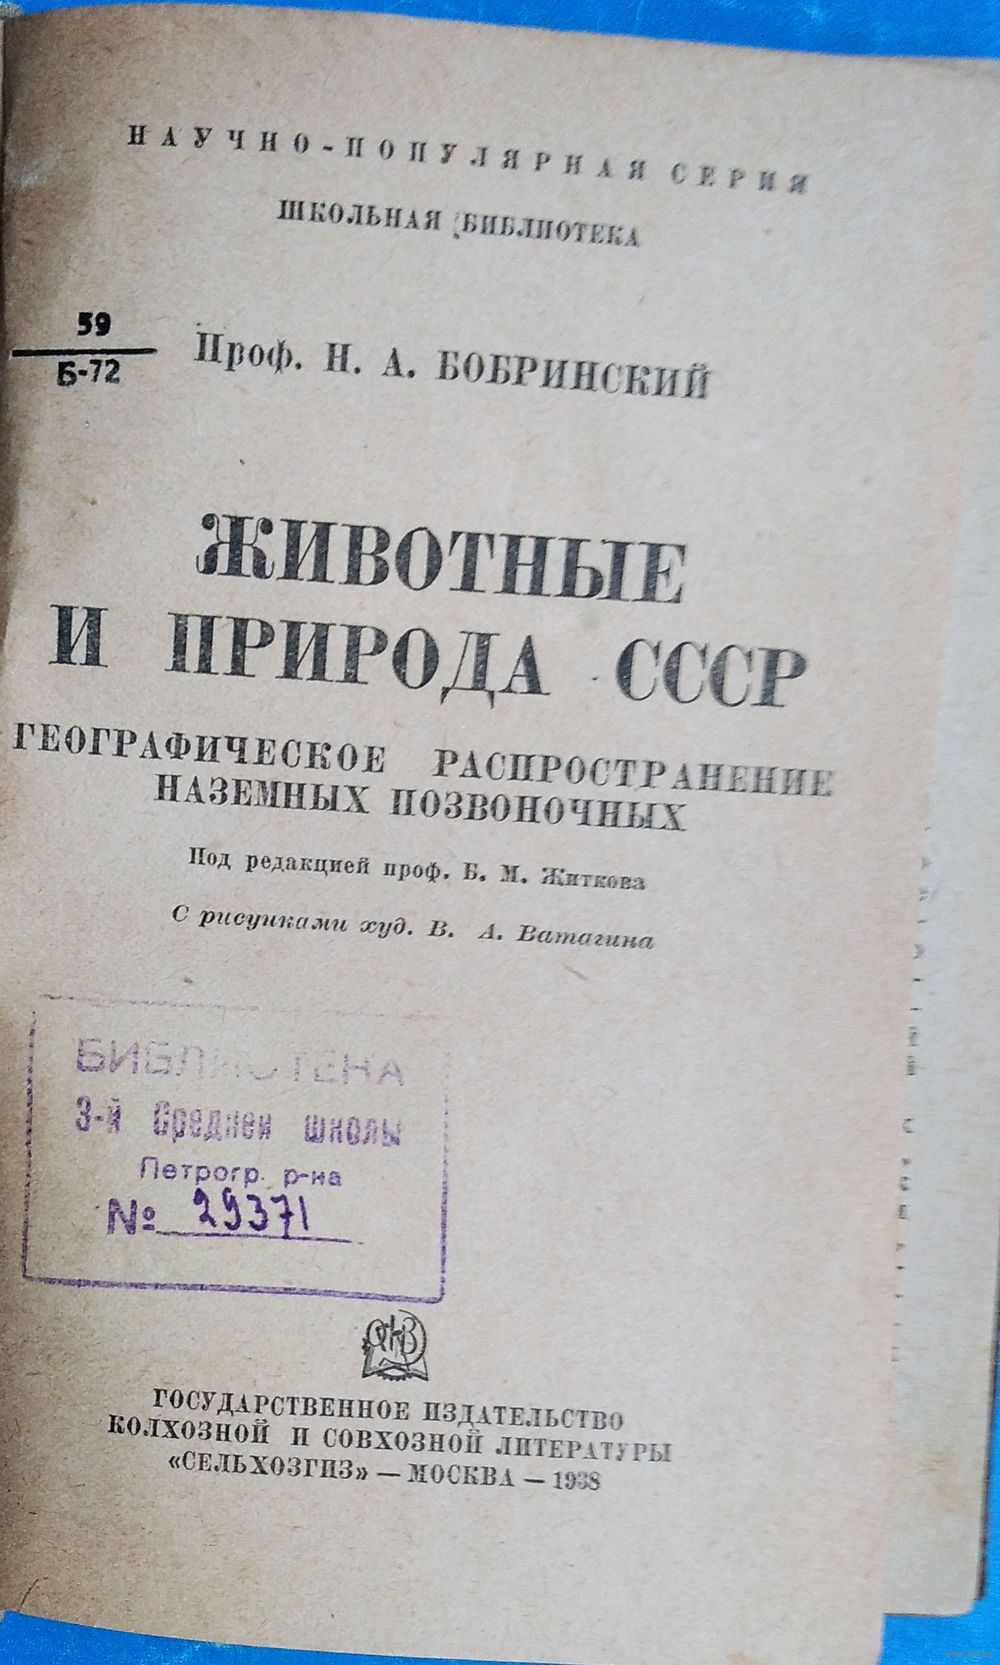 НАУЧНО-ПОПУЛЯРНАЯ СЕРИЯ
ШКОЛЬНАЯ БИБЛИОТЕКА
59
Б-72
Проф. Н. А. БОБРИНСКИЙ
ЖИВОТНЫЕ
И ПРИРОДА СССР
ГЕОГРАФИЧЕСКОЕ РАСПРОСТРАНЕНИЕ
НАЗЕМНЫХ ПОЗВОНОЧНЫХ
Под редакцией проф. Б. М. Житкова
С рисунками худ. В. А. Ватагина
БИБЛИОТЕКА
3-й Средней школы
Петрогр. р-на
№ 29371
ГОСУДАРСТВЕННОЕ ИЗДАТЕЛЬСТВО
КОЛХОЗНОЙ И СОВХОЗНОЙ ЛИТЕРАТУРЫ
«СЕЛЬХОЗГИЗ» — МОСКВА — 1938